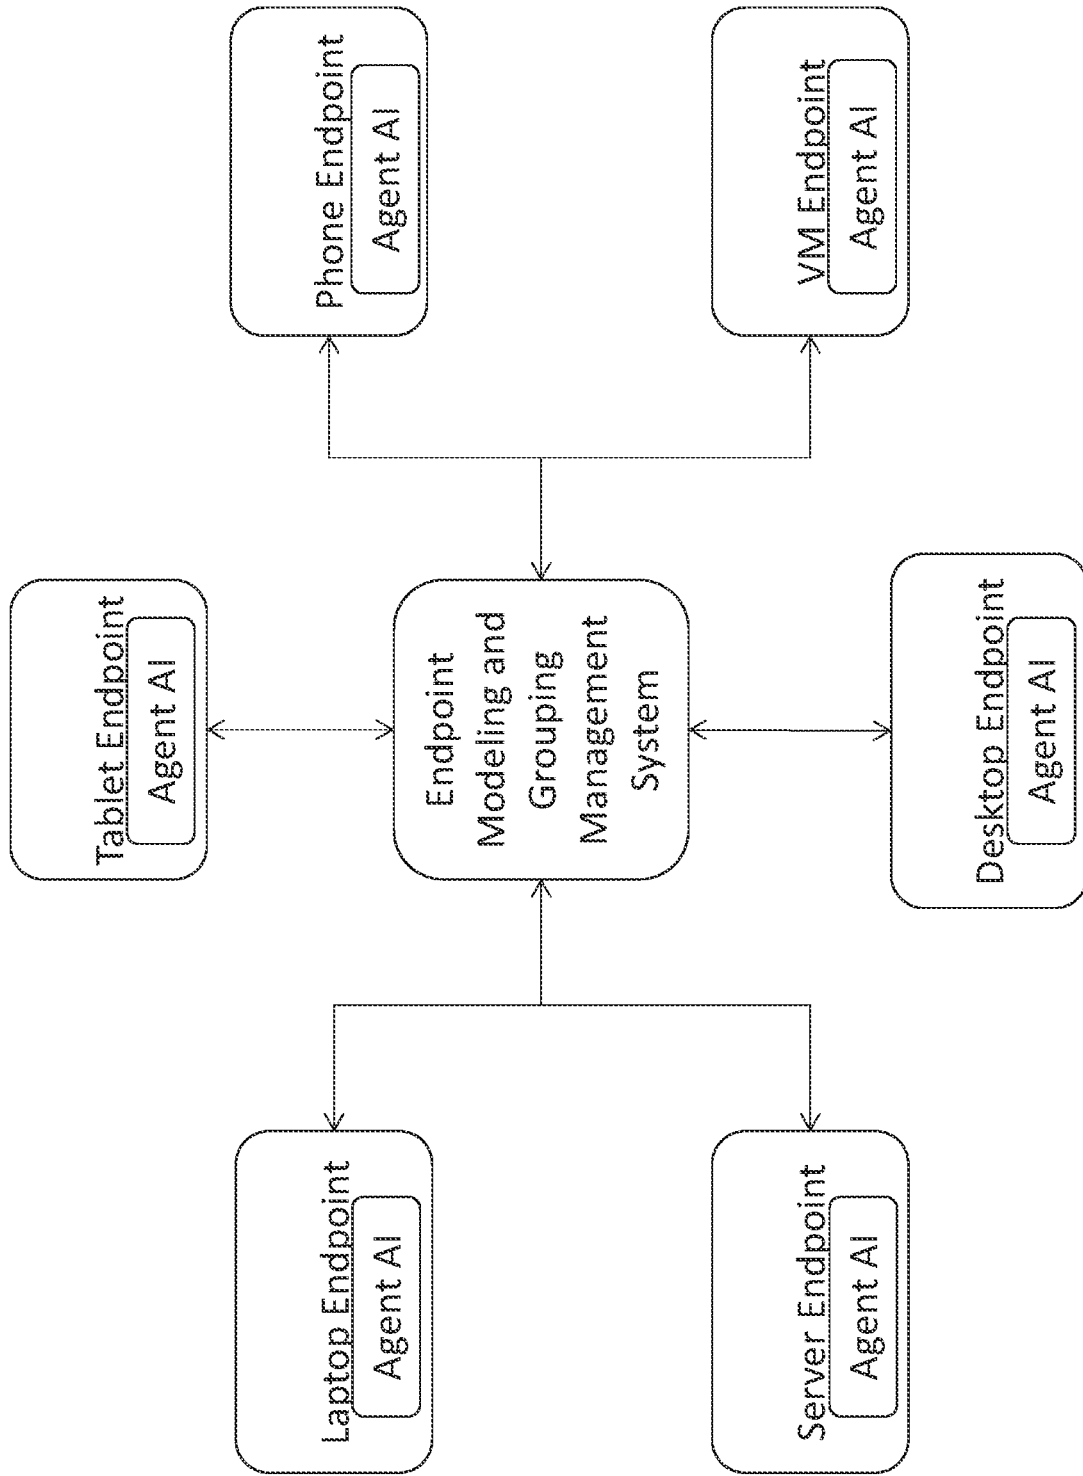 Tablet Endpoint
Agent AI
Laptop Endpoint
Agent AI
Phone Endpoint
Agent AI
Endpoint
Modeling and
Grouping
Management
System
Server Endpoint
Agent AI
VM Endpoint
Agent AI
Desktop Endpoint
Agent AI